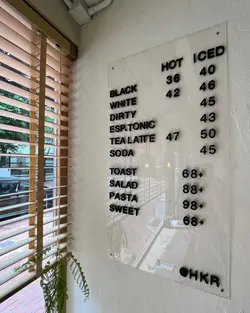 HOT ICED
BLACK 36 40
WHITE 42 46
DIRTY 45
ESP.TONIC 43
TEA LATTE 47 50
SODA 45
TOAST 68+
SALAD 88+
PASTA 98+
SWEET 68+
@HKR